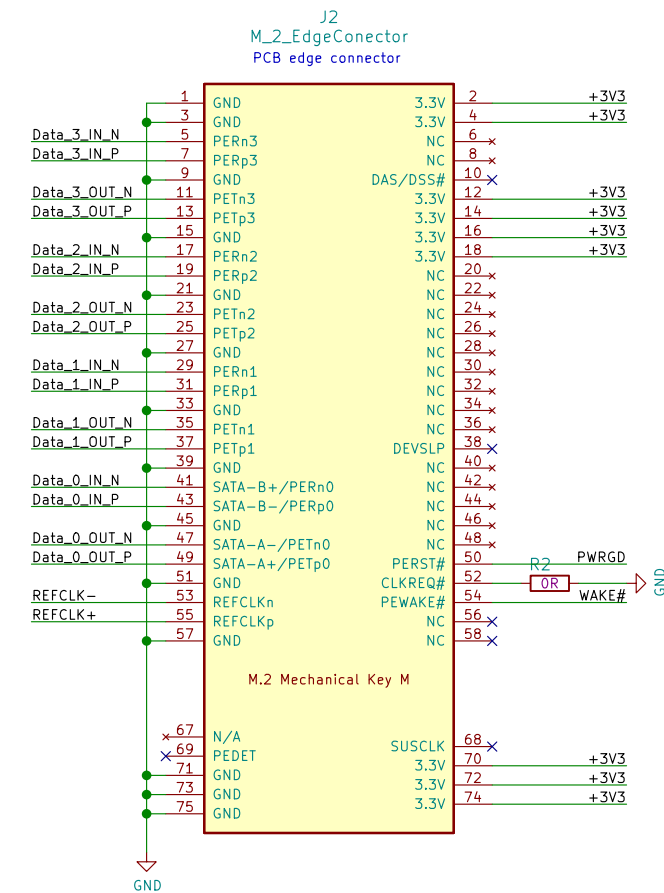 J2
M_2_EdgeConector
PCB edge connector
1 GND 3.3V 2 +3V3
3 GND 3.3V 4 +3V3
Data_3_IN_N 5 PERn3 NC 6
Data_3_IN_P 7 PERp3 NC 8
9 GND DAS/DSS# 10
Data_3_OUT_N 11 PETn3 3.3V 12 +3V3
Data_3_OUT_P 13 PETp3 3.3V 14 +3V3
15 GND 3.3V 16 +3V3
Data_2_IN_N 17 PERn2 3.3V 18 +3V3
Data_2_IN_P 19 PERp2 NC 20
21 GND NC 22
Data_2_OUT_N 23 PETn2 NC 24
Data_2_OUT_P 25 PETp2 NC 26
27 GND NC 28
Data_1_IN_N 29 PERn1 NC 30
Data_1_IN_P 31 PERp1 NC 32
33 GND NC 34
Data_1_OUT_N 35 PETn1 NC 36
Data_1_OUT_P 37 PETp1 DEVSLP 38
39 GND NC 40
Data_0_IN_N 41 SATA-B+/PERn0 NC 42
Data_0_IN_P 43 SATA-B-/PERp0 NC 44
45 GND NC 46
Data_0_OUT_N 47 SATA-A-/PETn0 NC 48
Data_0_OUT_P 49 SATA-A+/PETp0 PERST# 50 PWRGD
51 GND CLKREQ# 52 R2 0R GND
REFCLK- 53 REFCLKn PEWAKE# 54 WAKE#
REFCLK+ 55 REFCLKp NC 56
57 GND NC 58
M.2 Mechanical Key M
67 N/A
69 PEDET SUSCLK 68
71 GND 3.3V 70 +3V3
73 GND 3.3V 72 +3V3
75 GND 3.3V 74 +3V3
GND